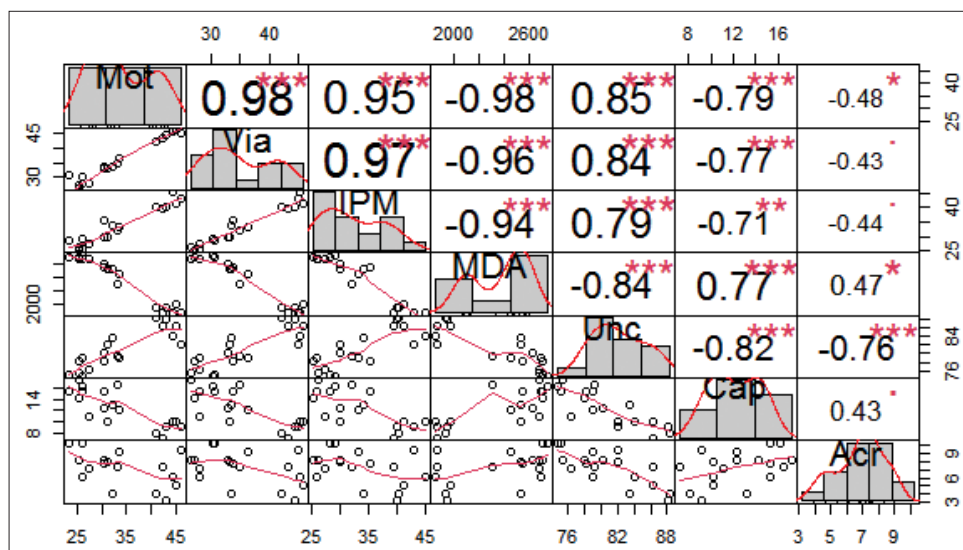 30 40 2000 2600 8 12 16
Mot 0.98*** 0.95*** -0.98*** 0.85*** -0.79*** -0.48* 25 40
30 45 Via 0.97*** -0.96*** 0.84*** -0.77*** -0.43.
IPM -0.94*** 0.79*** -0.71** -0.44. 25 40
2000 MDA -0.84*** 0.77*** 0.47*
Unc -0.82*** -0.76*** 76 84
8 14 Cap 0.43.
Acr 3 5 9
25 35 45 25 35 45 76 82 88 3 5 7 9